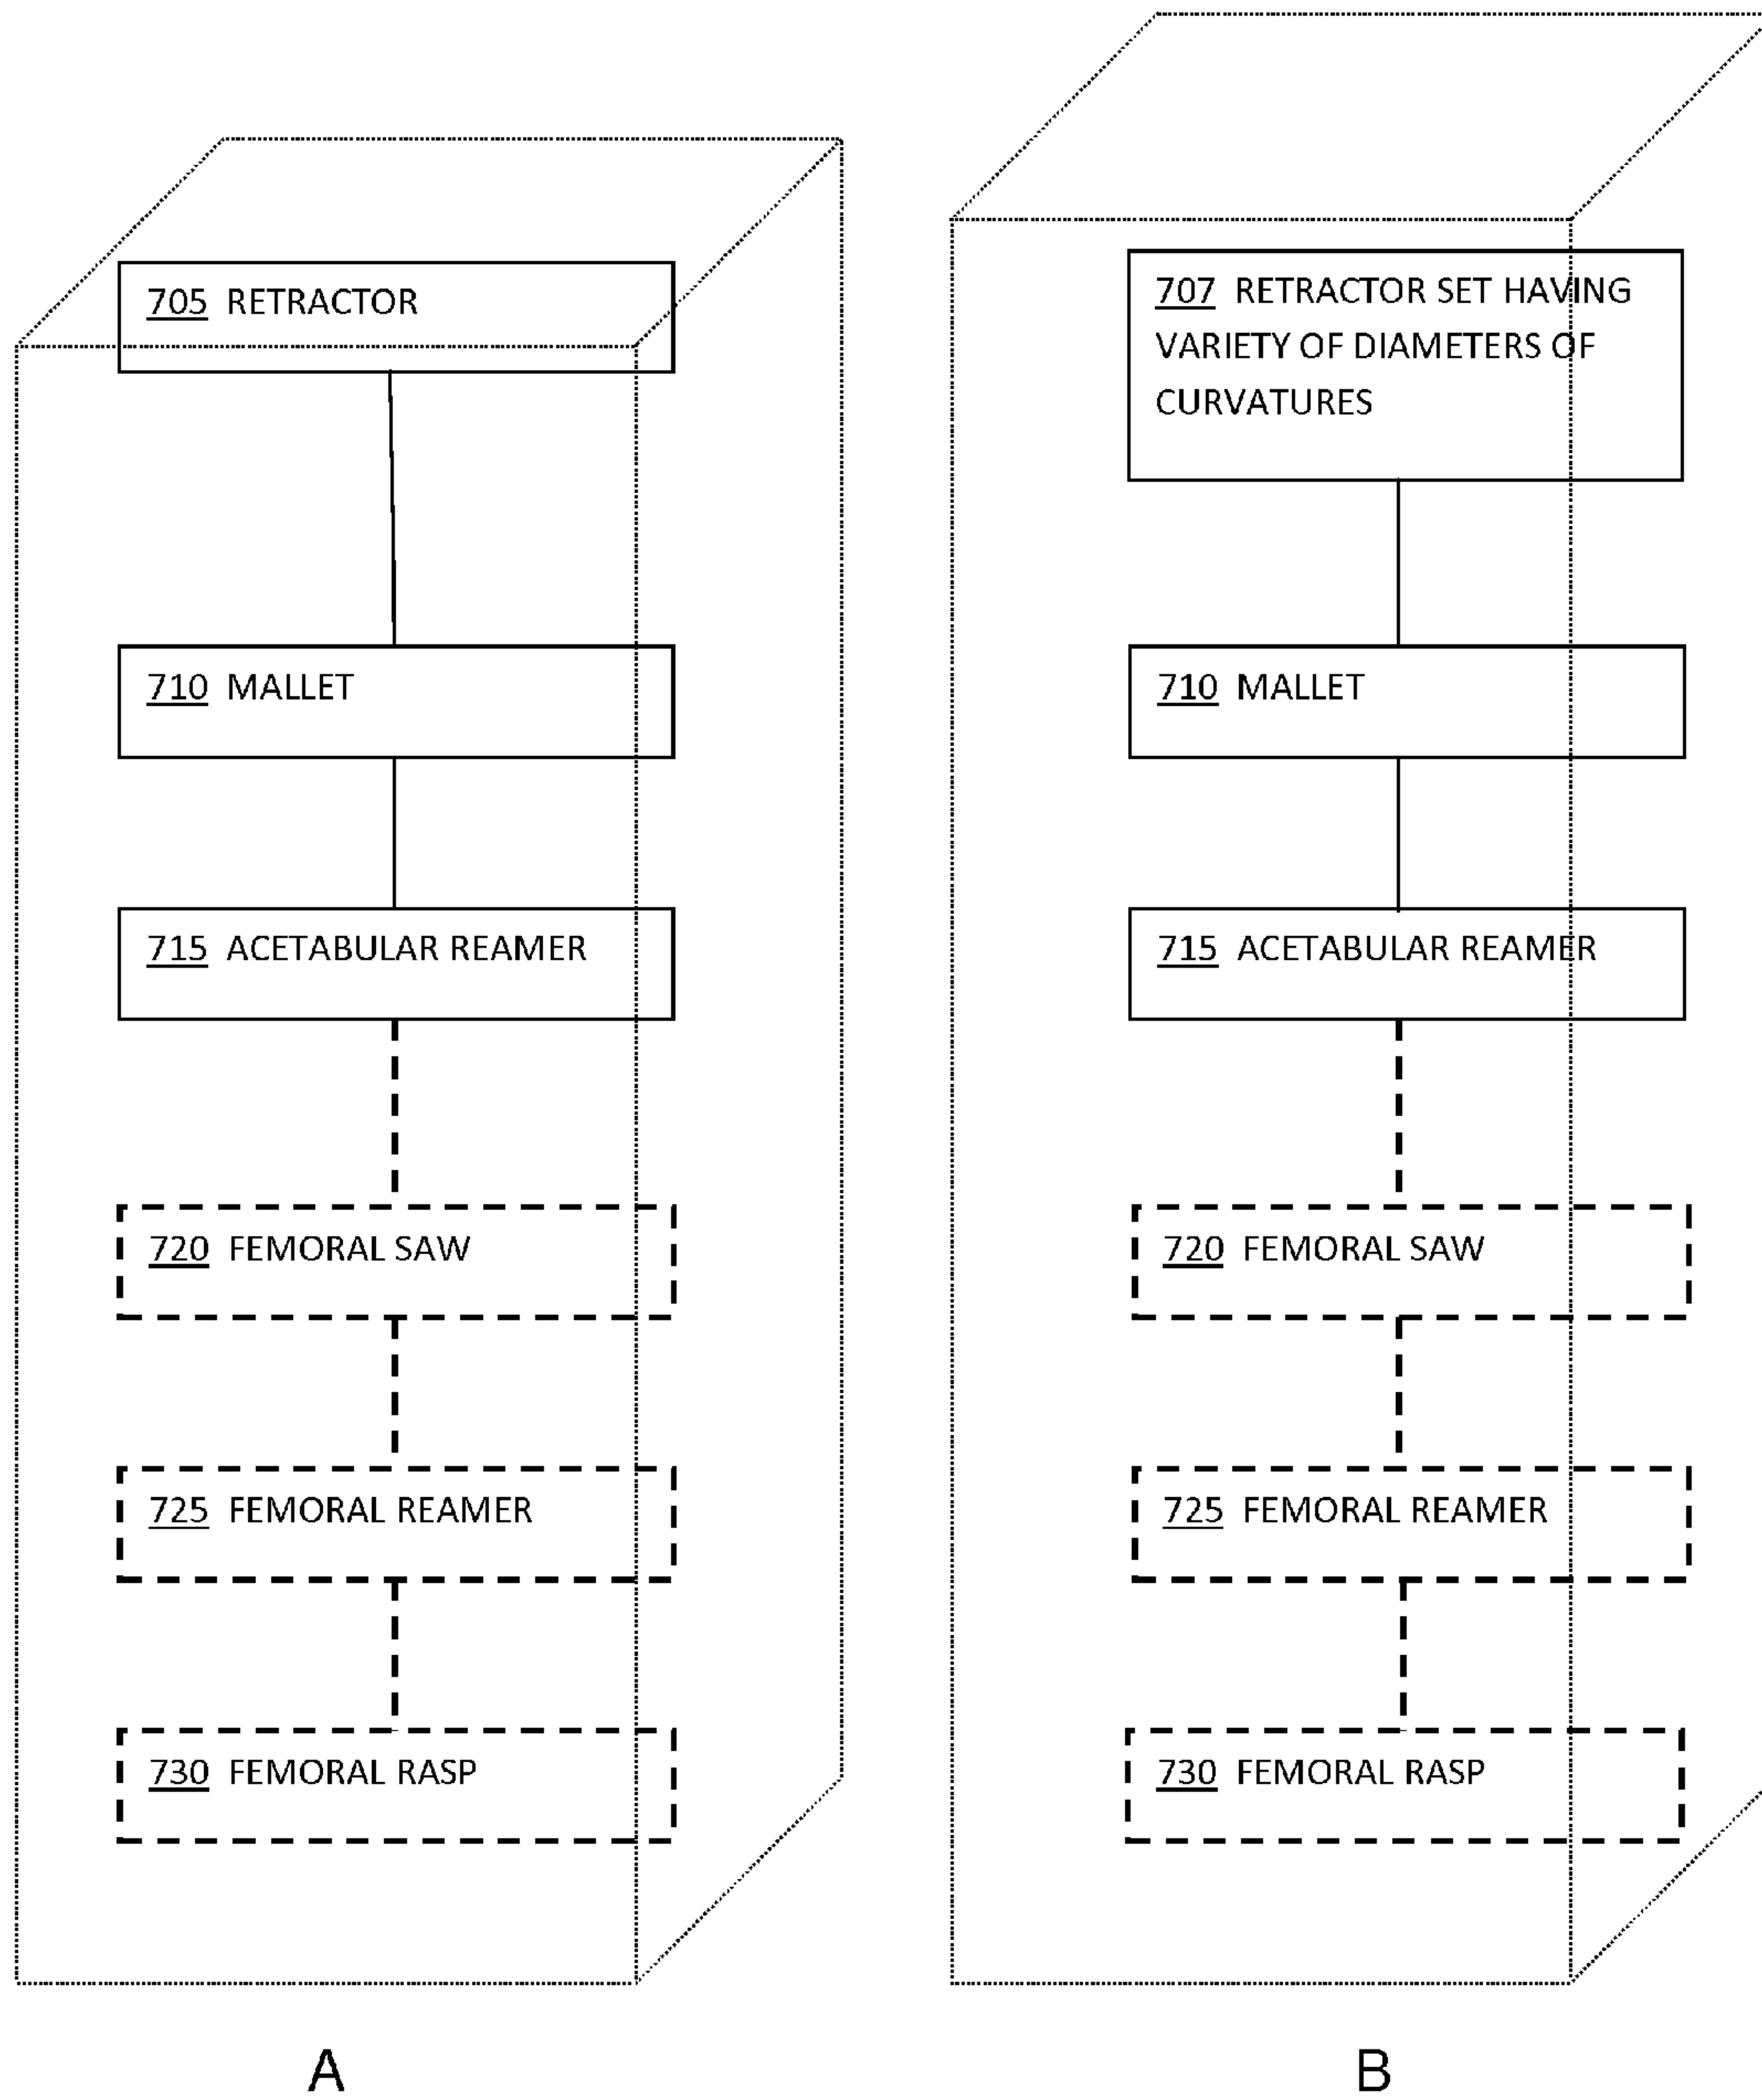 705 RETRACTOR
710 MALLET
715 ACETABULAR REAMER
720 FEMORAL SAW
725 FEMORAL REAMER
730 FEMORAL RASP
A
707 RETRACTOR SET HAVING
VARIETY OF DIAMETERS OF
CURVATURES
710 MALLET
715 ACETABULAR REAMER
720 FEMORAL SAW
725 FEMORAL REAMER
730 FEMORAL RASP
B